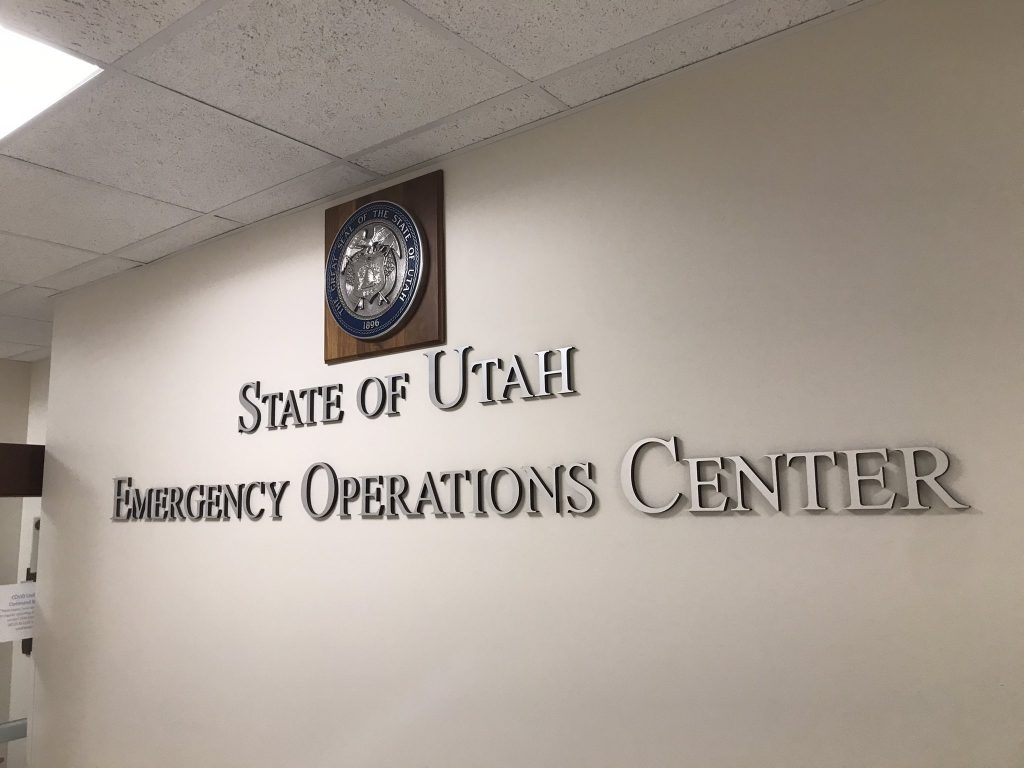 THE GREAT SEAL OF THE STATE OF UTAH
1896
STATE OF UTAH
EMERGENCY OPERATIONS CENTER